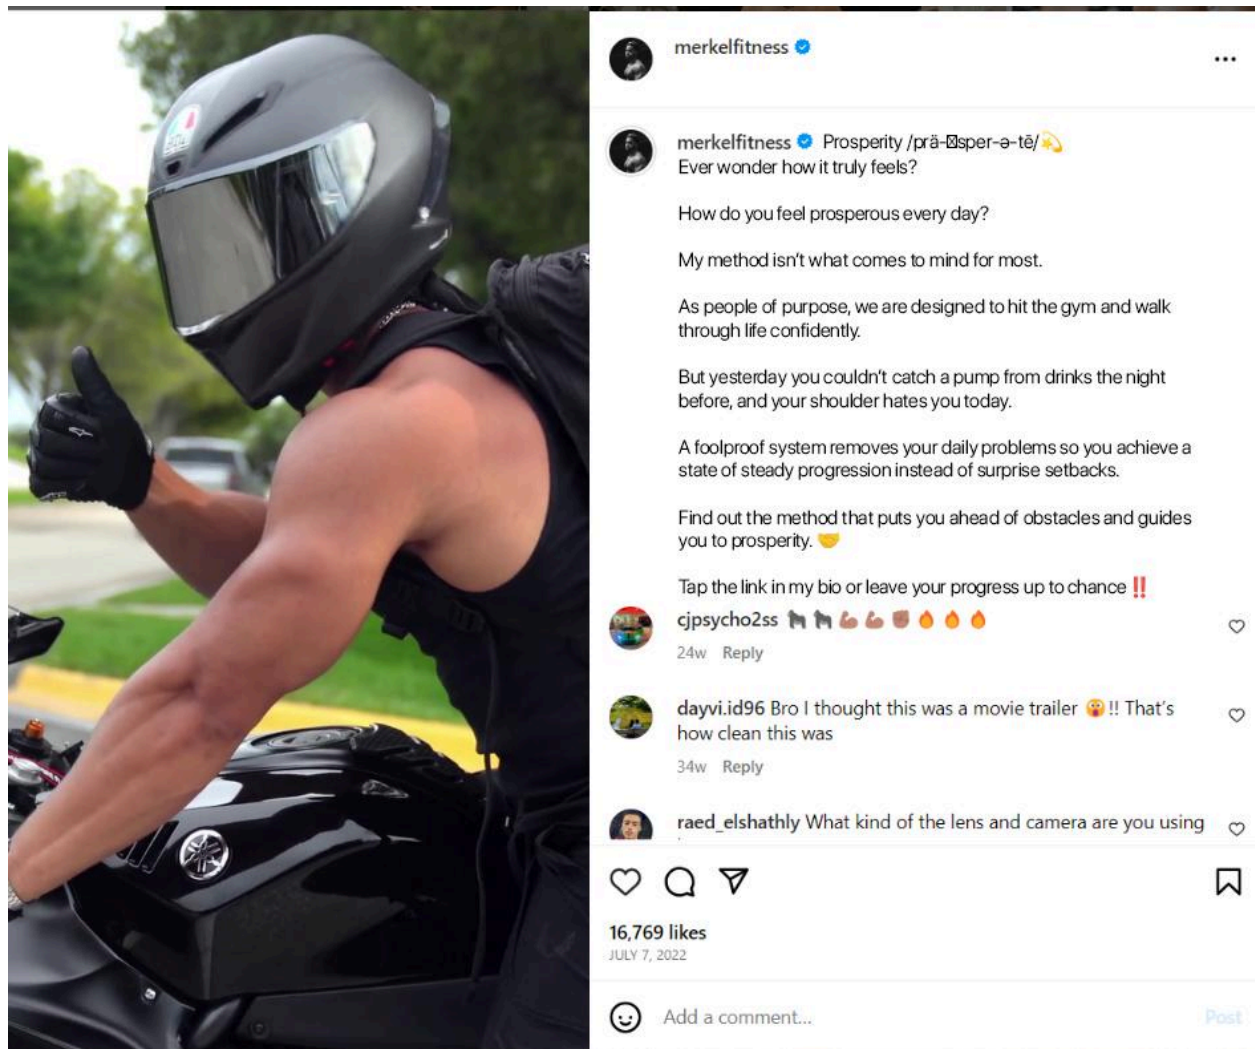 merkelfitness
merkelfitness Prosperity /prä-☒sper-ə-tē/💫
Ever wonder how it truly feels?
How do you feel prosperous every day?
My method isn't what comes to mind for most.
As people of purpose, we are designed to hit the gym and walk
through life confidently.
But yesterday you couldn't catch a pump from drinks the night
before, and your shoulder hates you today.
A foolproof system removes your daily problems so you achieve a
state of steady progression instead of surprise setbacks.
Find out the method that puts you ahead of obstacles and guides
you to prosperity. 🤝
Tap the link in my bio or leave your progress up to chance ‼️
cjpsycho2ss 🦍🦍💪🏽💪🏽✊🏽🔥🔥🔥
24w Reply
dayvi.id96 Bro I thought this was a movie trailer 😱!! That's
how clean this was
34w Reply
raed_elshathly What kind of the lens and camera are you using
16,769 likes
JULY 7, 2022
Add a comment...
Post
AGV